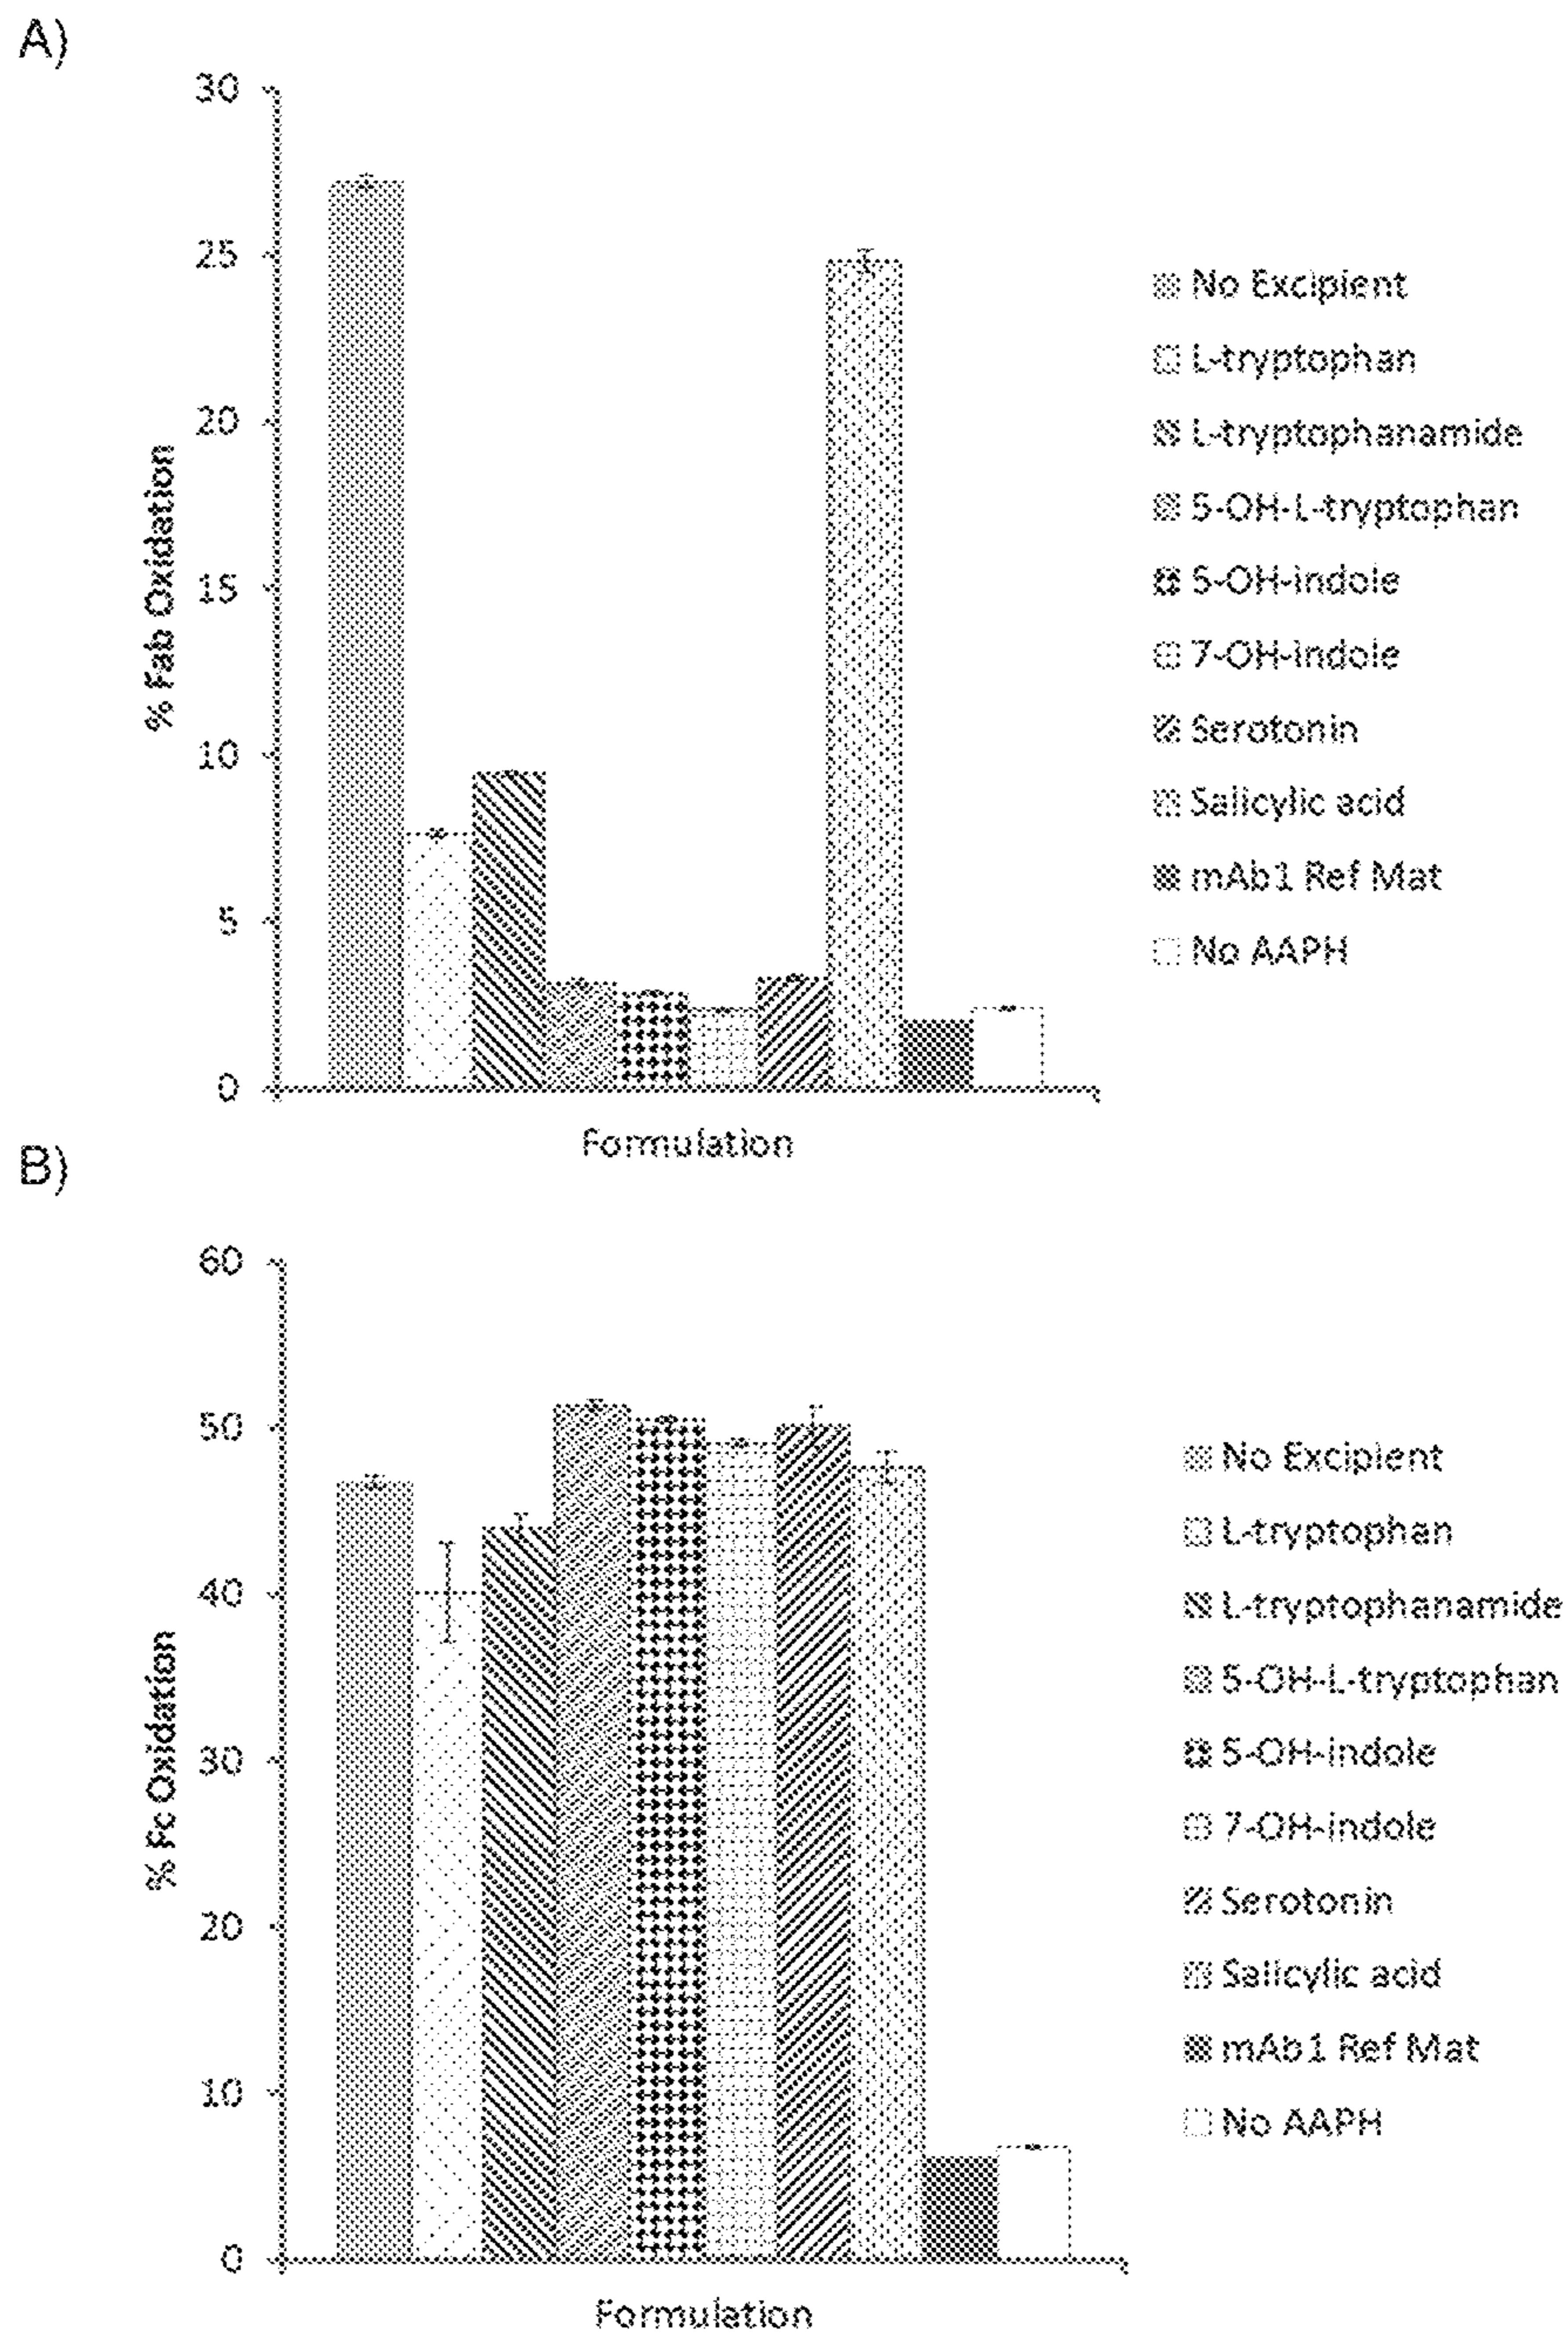 A)
30
25
20
15
10
5
0
% Fab Oxidation
Formulation
No Excipient
L-tryptophan
L-tryptophanamide
5-OH-L-tryptophan
5-OH-indole
7-OH-indole
Serotonin
Salicylic acid
mAb1 Ref Mat
No AAPH
B)
60
50
40
30
20
10
0
% Fc Oxidation
Formulation
No Excipient
L-tryptophan
L-tryptophanamide
5-OH-L-tryptophan
5-OH-indole
7-OH-indole
Serotonin
Salicylic acid
mAb1 Ref Mat
No AAPH